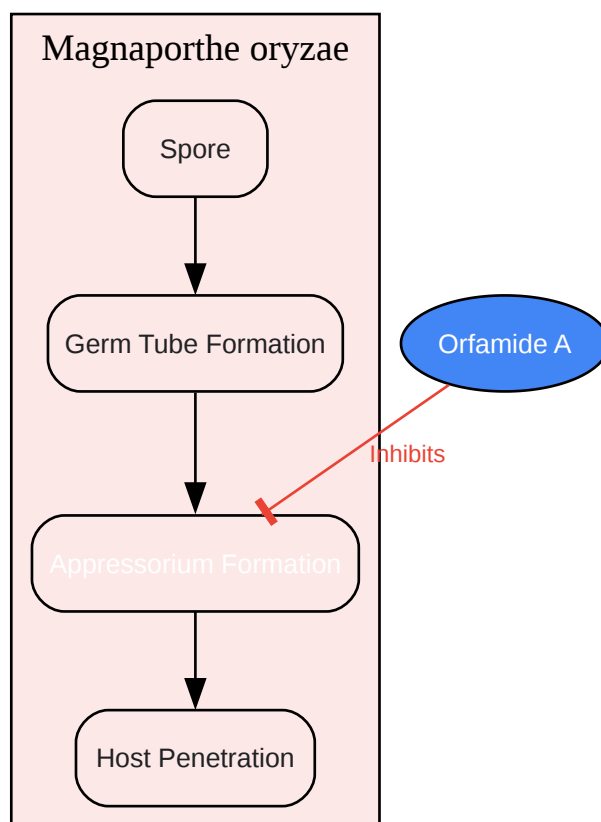 Magnaporthe oryzae
Spore
Germ Tube Formation
Orfamide A
Inhibits
Appressorium Formation
Host Penetration